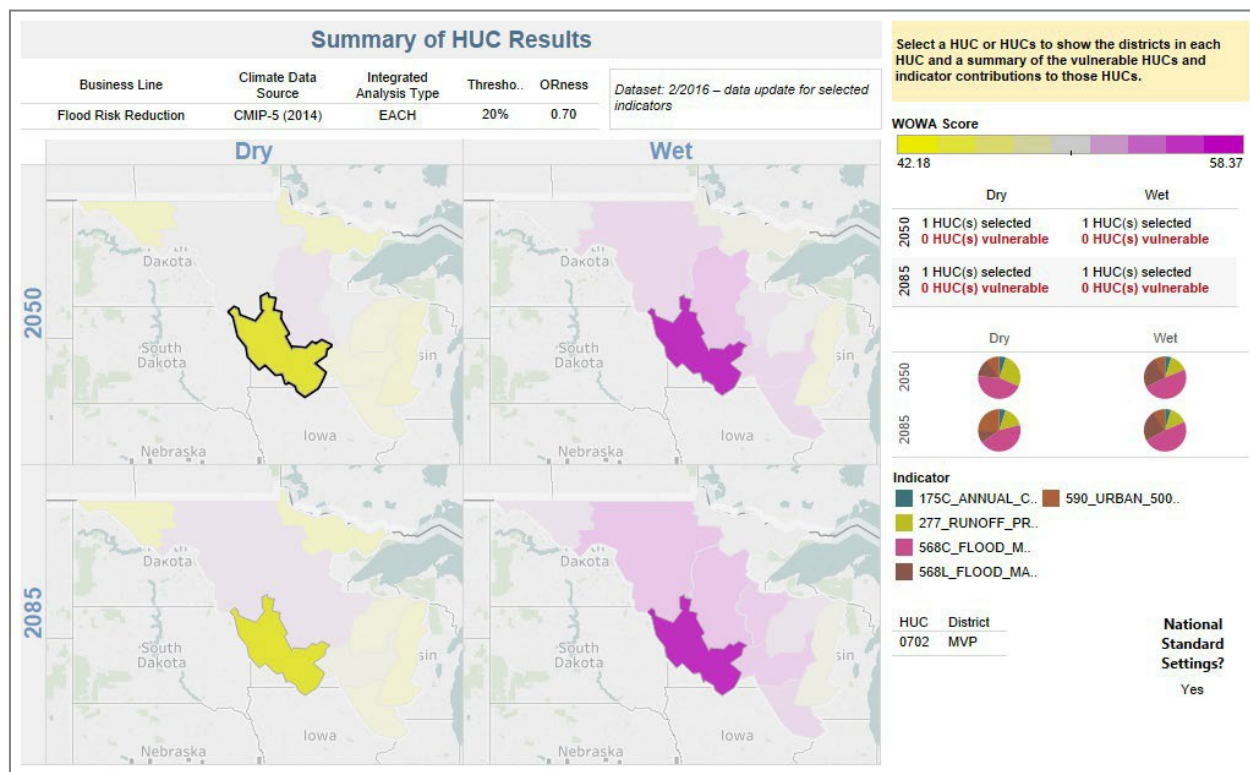 Summary of HUC Results
Business Line
Climate Data
Source
Integrated
Analysis Type
Thresho..
ORness
Flood Risk Reduction
CMIP-5 (2014)
EACH
20%
0.70
Dataset: 2/2016 – data update for selected
indicators
Dry
Wet
2050
Dakota
South
Dakota
Nebraska
Iowa
sin
Dakota
South
Dakota
Nebraska
Iowa
sin
2085
Dakota
South
Dakota
Nebraska
Iowa
sin
Dakota
South
Dakota
Nebraska
Iowa
sin
Select a HUC or HUCs to show the districts in each
HUC and a summary of the vulnerable HUCs and
indicator contributions to those HUCs.
WOWA Score
42.18
58.37
Dry
Wet
2050
1 HUC(s) selected
0 HUC(s) vulnerable
1 HUC(s) selected
0 HUC(s) vulnerable
2085
1 HUC(s) selected
0 HUC(s) vulnerable
1 HUC(s) selected
0 HUC(s) vulnerable
Dry
Wet
2050
2085
Indicator
175C_ANNUAL_C..
590_URBAN_500..
277_RUNOFF_PR..
568C_FLOOD_M..
568L_FLOOD_MA..
HUC
District
0702
MVP
National
Standard
Settings?
Yes